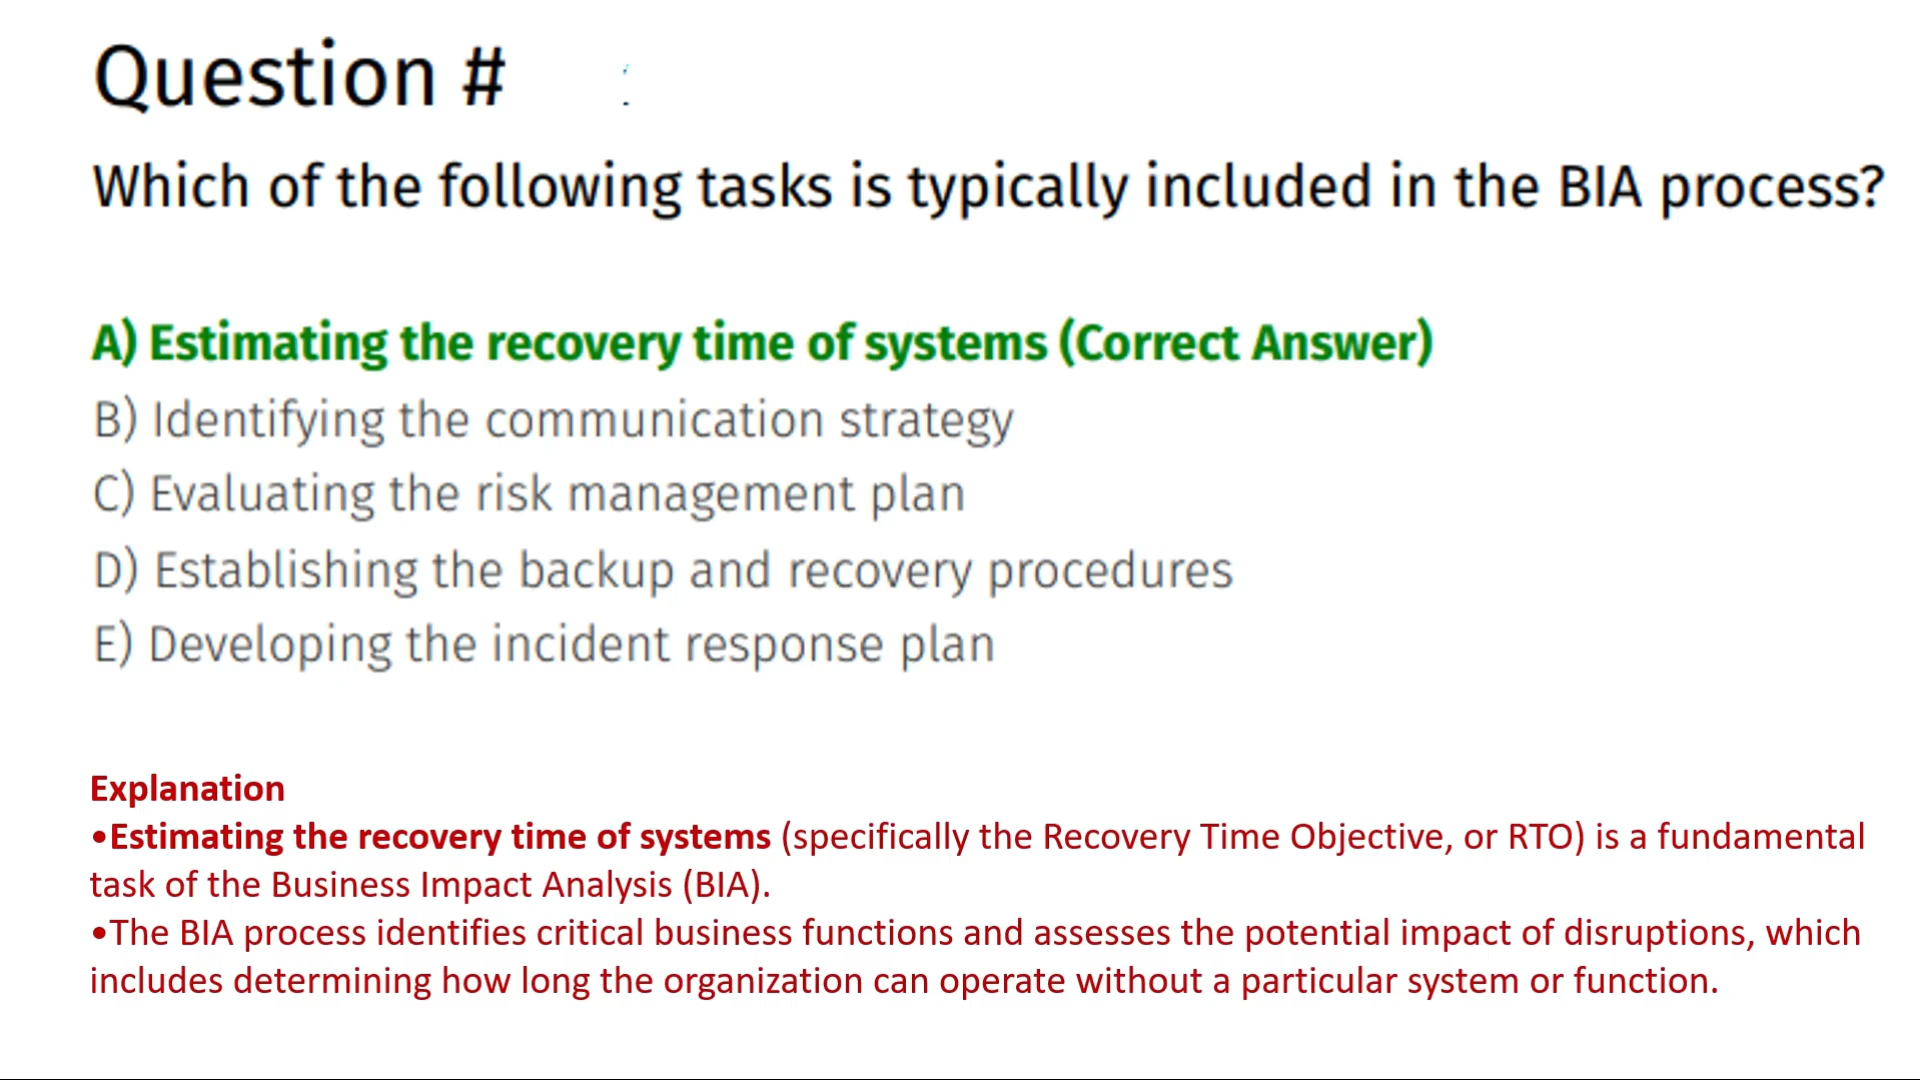 Question #
Which of the following tasks is typically included in the BIA process?
A) Estimating the recovery time of systems (Correct Answer)
B) Identifying the communication strategy
C) Evaluating the risk management plan
D) Establishing the backup and recovery procedures
E) Developing the incident response plan
Explanation
•Estimating the recovery time of systems (specifically the Recovery Time Objective, or RTO) is a fundamental
task of the Business Impact Analysis (BIA).
•The BIA process identifies critical business functions and assesses the potential impact of disruptions, which
includes determining how long the organization can operate without a particular system or function.